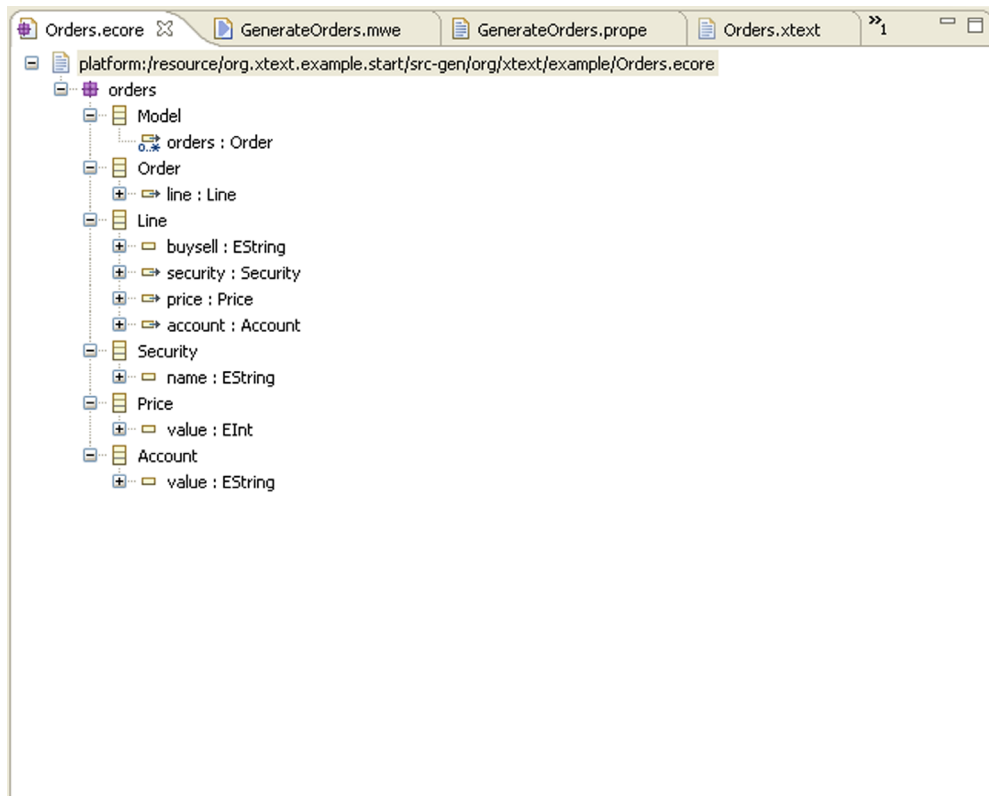 Orders.ecore GenerateOrders.mwe GenerateOrders.prope Orders.xtext »1
platform:/resource/org.xtext.example.start/src-gen/org/xtext/example/Orders.ecore
orders
Model
0..* orders : Order
Order
line : Line
Line
buysell : EString
security : Security
price : Price
account : Account
Security
name : EString
Price
value : EInt
Account
value : EString